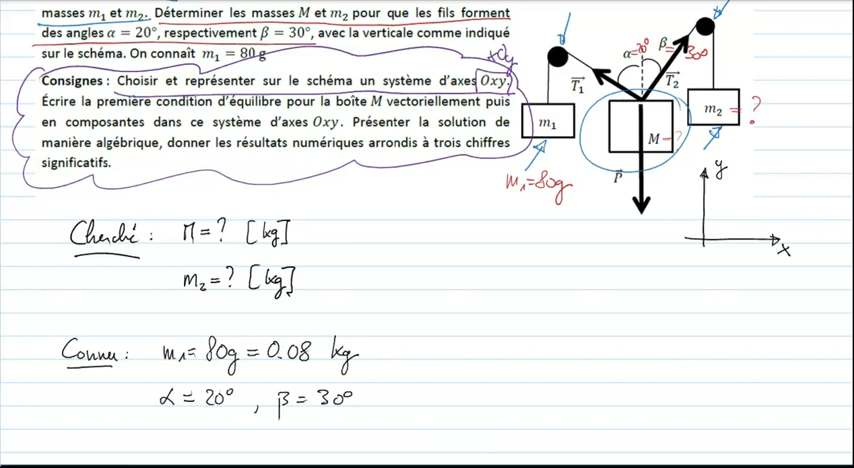 masses m₁ et m₂. Déterminer les masses M et m₂ pour que les fils forment
des angles α = 20°, respectivement β = 30°, avec la verticale comme indiqué
sur le schéma. On connaît m₁ = 80 g
Consignes : Choisir et représenter sur le schéma un système d'axes Oxy.
Écrire la première condition d'équilibre pour la boîte M vectoriellement puis
en composantes dans ce système d'axes Oxy. Présenter la solution de
manière algébrique, donner les résultats numériques arrondis à trois chiffres
significatifs.
α=20° β= 30°
T₁ T₂
m₁ M ? m₂ = ?
m₁=80g P
y
x
Cherché : M = ? [kg]
m₂ = ? [kg]
Connu : m₁ = 80g = 0.08 kg
α = 20° , β = 30°